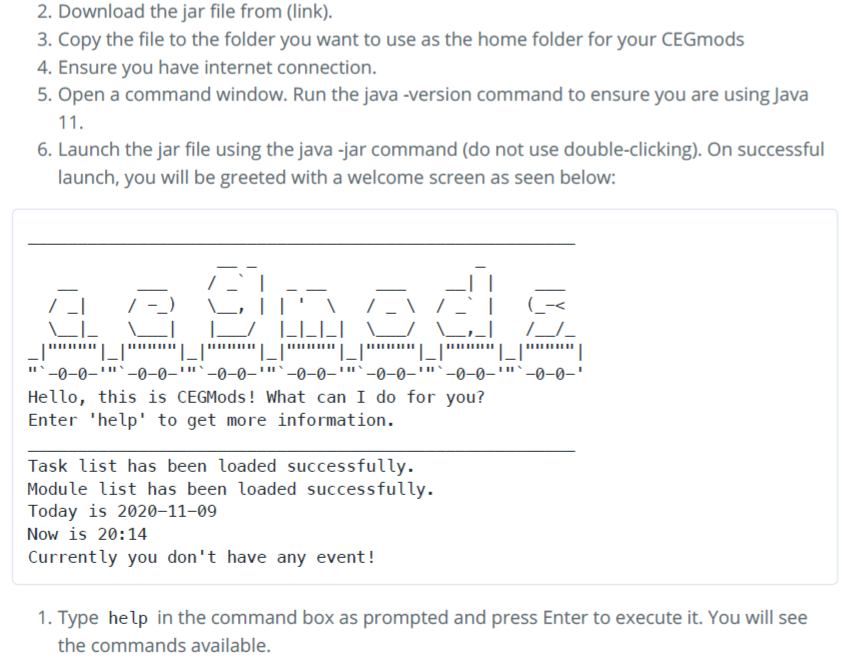 2. Download the jar file from (link).
3. Copy the file to the folder you want to use as the home folder for your CEGmods
4. Ensure you have internet connection.
5. Open a command window. Run the java -version command to ensure you are using Java
11.
6. Launch the jar file using the java -jar command (do not use double-clicking). On successful
launch, you will be greeted with a welcome screen as seen below:
cegmods
Hello, this is CEGMods! What can I do for you?
Enter 'help' to get more information.
Task list has been loaded successfully.
Module list has been loaded successfully.
Today is 2020-11-09
Now is 20:14
Currently you don't have any event!
1. Type help in the command box as prompted and press Enter to execute it. You will see
the commands available.